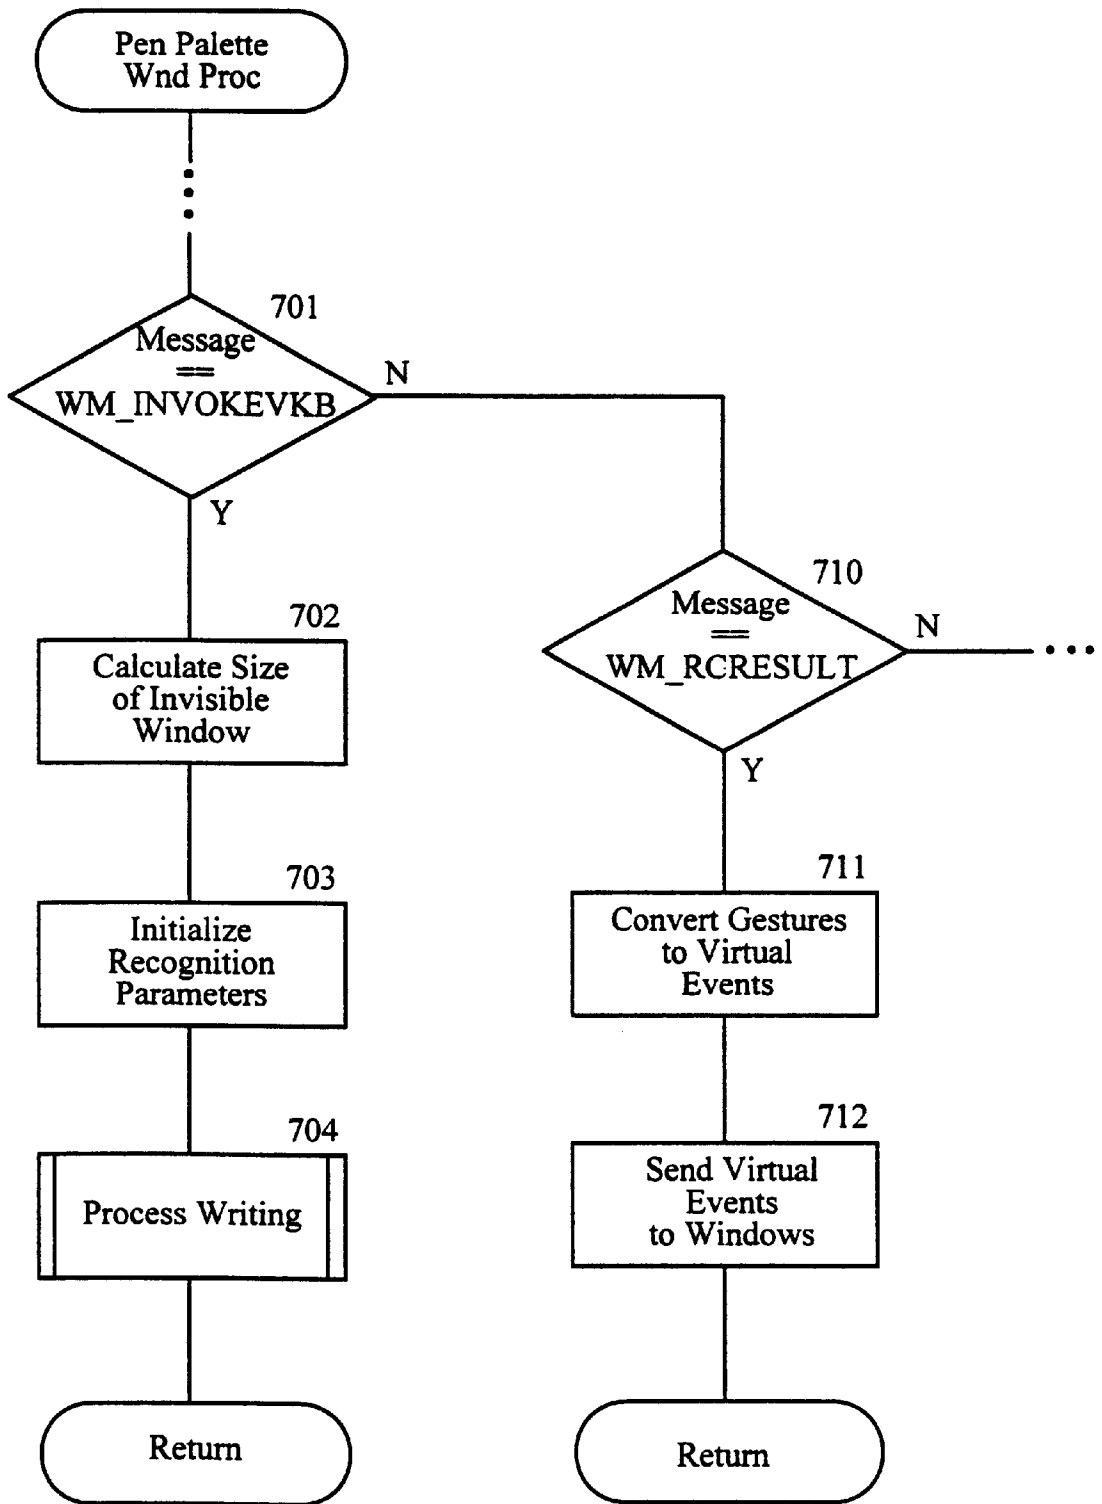 Pen Palette
Wnd Proc
701
Message
==
WM_INVOKEVKB
N
Y
702
Calculate Size
of Invisible
Window
703
Initialize
Recognition
Parameters
704
Process Writing
Return
710
Message
==
WM_RCRESULT
N
Y
711
Convert Gestures
to Virtual
Events
712
Send Virtual
Events
to Windows
Return